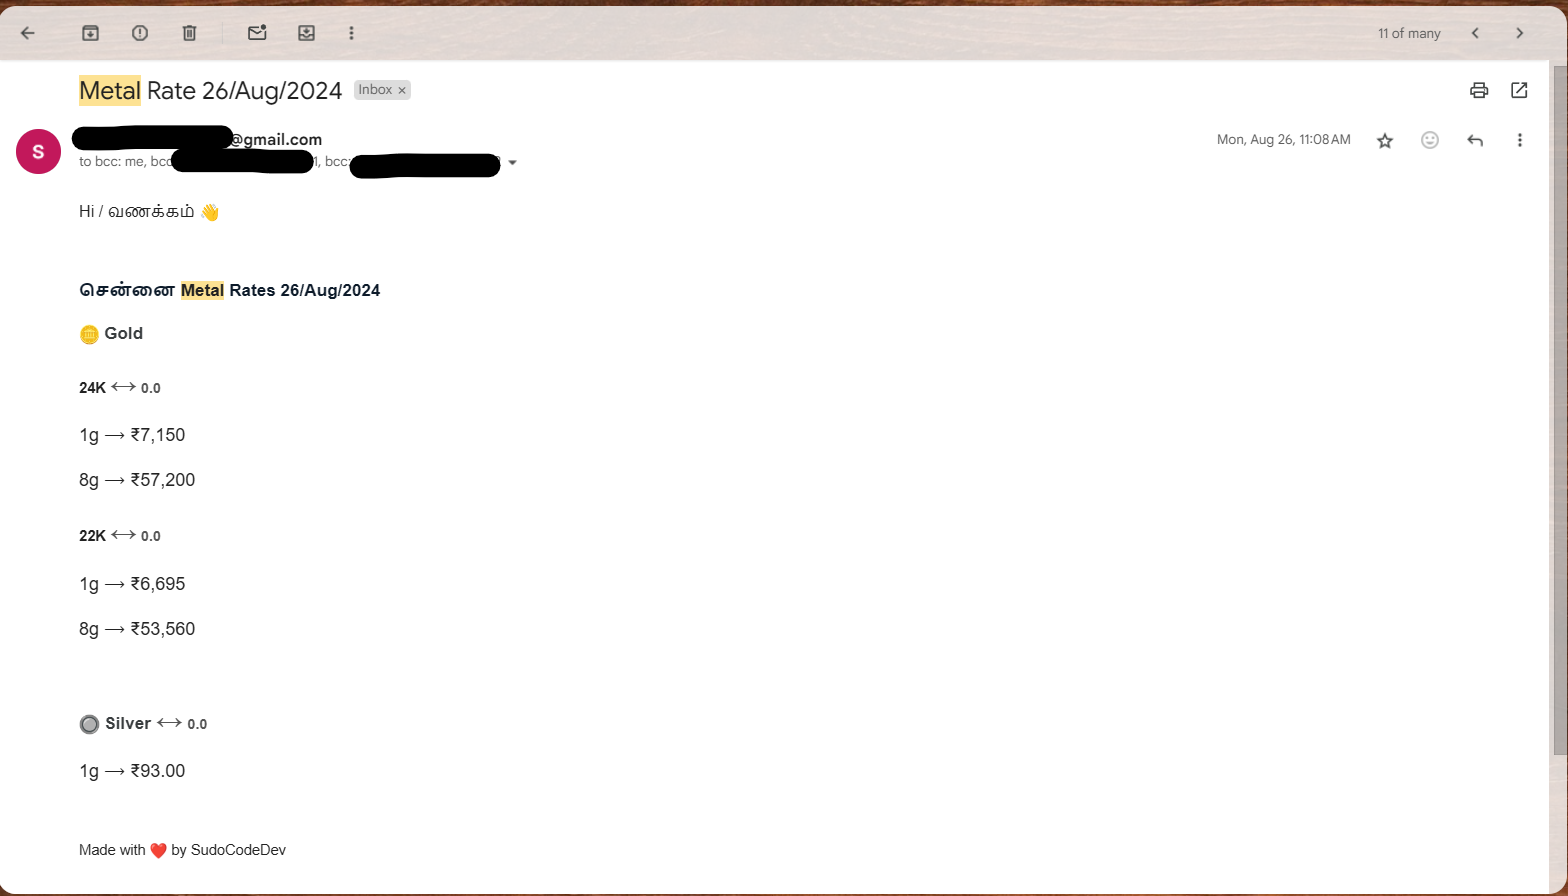 11 of many
Metal Rate 26/Aug/2024 Inbox ×
S
@gmail.com
Mon, Aug 26, 11:08 AM
to bcc: me, bcc 1, bcc:
Hi / வணக்கம் 👋
சென்னை Metal Rates 26/Aug/2024
🪙 Gold
24K ⟷ 0.0
1g ⟶ ₹7,150
8g ⟶ ₹57,200
22K ⟷ 0.0
1g ⟶ ₹6,695
8g ⟶ ₹53,560
🔘 Silver ⟷ 0.0
1g ⟶ ₹93.00
Made with ❤️ by SudoCodeDev